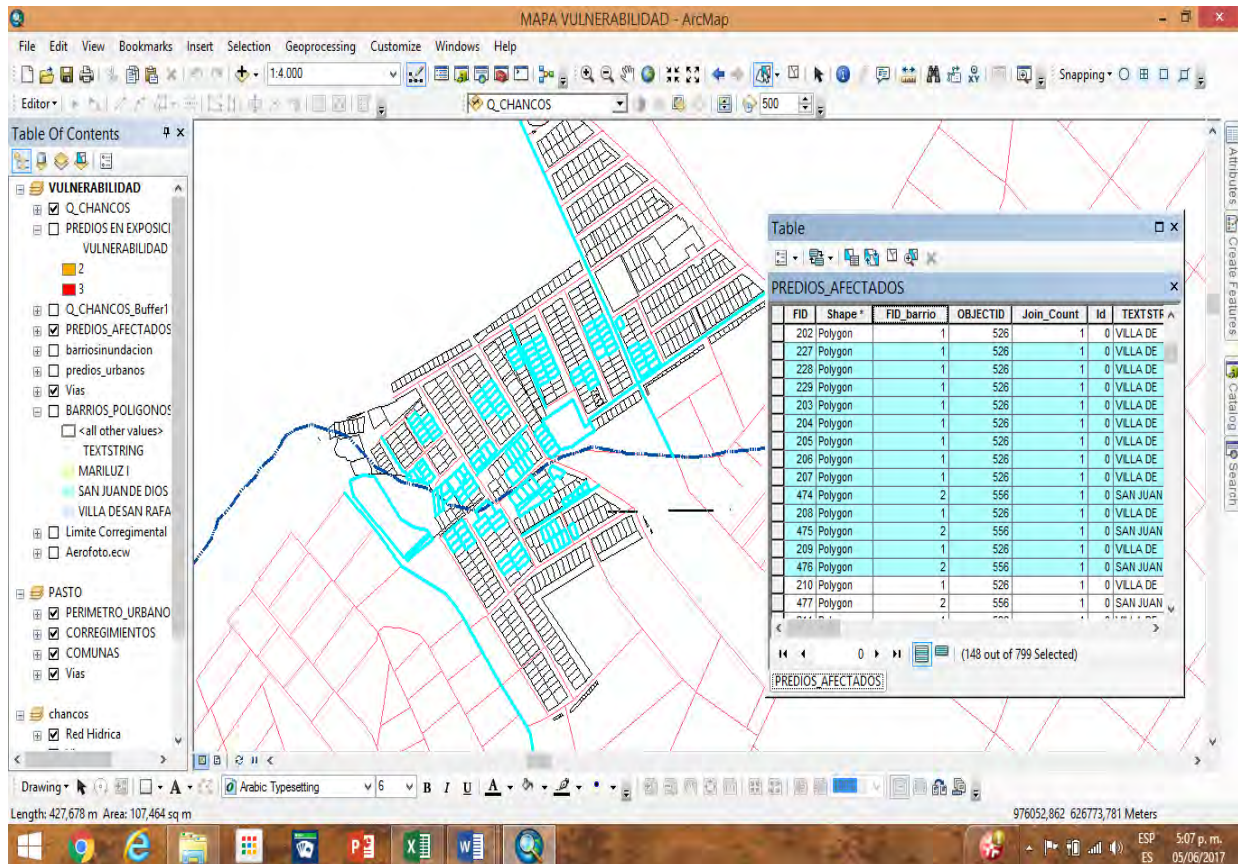 MAPA VULNERABILIDAD - ArcMap
File Edit View Bookmarks Insert Selection Geoprocessing Customize Windows Help
1:4.000
Snapping
Editor
Q_CHANCOS
500
Table Of Contents
VULNERABILIDAD
Q_CHANCOS
PREDIOS EN EXPOSICI
VULNERABILIDAD
2
3
Q_CHANCOS_Buffer1
PREDIOS_AFECTADOS
barriosinundacion
predios_urbanos
Vias
BARRIOS_POLIGONOS
<all other values>
TEXTSTRING
MARILUZ I
SAN JUAN DE DIOS
VILLA DE SAN RAFA
Limite Corregimental
Aerofoto.ecw
PASTO
PERIMETRO_URBANO
CORREGIMIENTOS
COMUNAS
Vias
chancos
Red Hidrica
Table
PREDIOS_AFECTADOS
FID Shape * FID_barrio OBJECTID Join_Count Id TEXTSTR
202 Polygon 1 526 1 0 VILLA DE
227 Polygon 1 526 1 0 VILLA DE
228 Polygon 1 526 1 0 VILLA DE
229 Polygon 1 526 1 0 VILLA DE
203 Polygon 1 526 1 0 VILLA DE
204 Polygon 1 526 1 0 VILLA DE
205 Polygon 1 526 1 0 VILLA DE
206 Polygon 1 526 1 0 VILLA DE
207 Polygon 1 526 1 0 VILLA DE
474 Polygon 2 556 1 0 SAN JUAN
208 Polygon 1 526 1 0 VILLA DE
475 Polygon 2 556 1 0 SAN JUAN
209 Polygon 1 526 1 0 VILLA DE
476 Polygon 2 556 1 0 SAN JUAN
210 Polygon 1 526 1 0 VILLA DE
477 Polygon 2 556 1 0 SAN JUAN
0 (148 out of 799 Selected)
PREDIOS_AFECTADOS
Attributes
Create Features
Catalog
Search
Drawing A Arabic Typesetting 6 B I U A
Length: 427,678 m Area: 107,464 sq m
976052,862 626773,781 Meters
ESP 5:07 p. m.
ES 05/06/2017